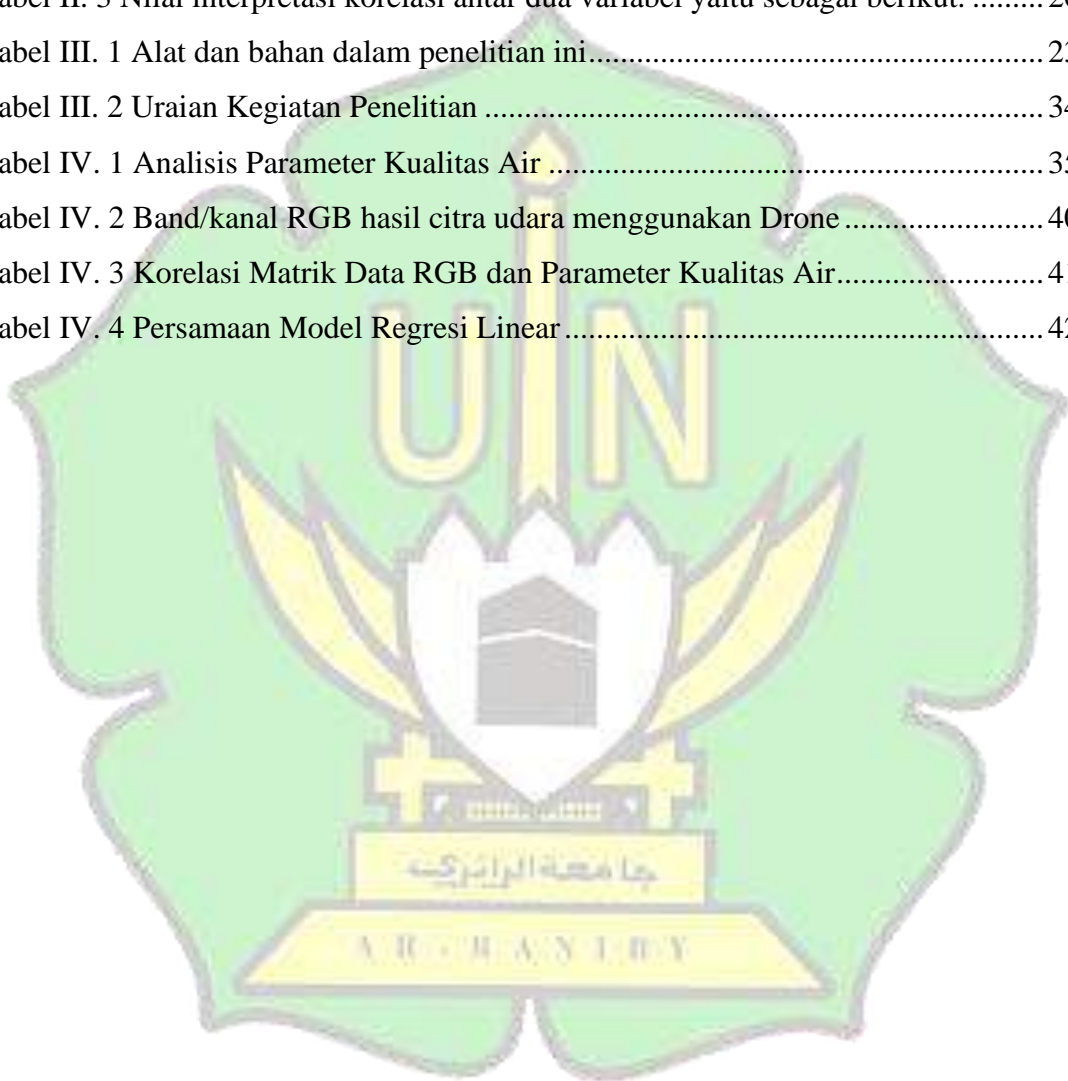 abel II. 3 Nilai interpretasi korelasi antar dua variabel yaitu sebagai berikut. ......... 20
abel III. 1 Alat dan bahan dalam penelitian ini.................................................... 23
abel III. 2 Uraian Kegiatan Penelitian ................................................................ 34
abel IV. 1 Analisis Parameter Kualitas Air ......................................................... 35
abel IV. 2 Band/kanal RGB hasil citra udara menggunakan Drone ....................... 40
abel IV. 3 Korelasi Matrik Data RGB dan Parameter Kualitas Air........................ 41
abel IV. 4 Persamaan Model Regresi Linear ....................................................... 42
UIN
جامعة الرانيري
AR-RANIRY